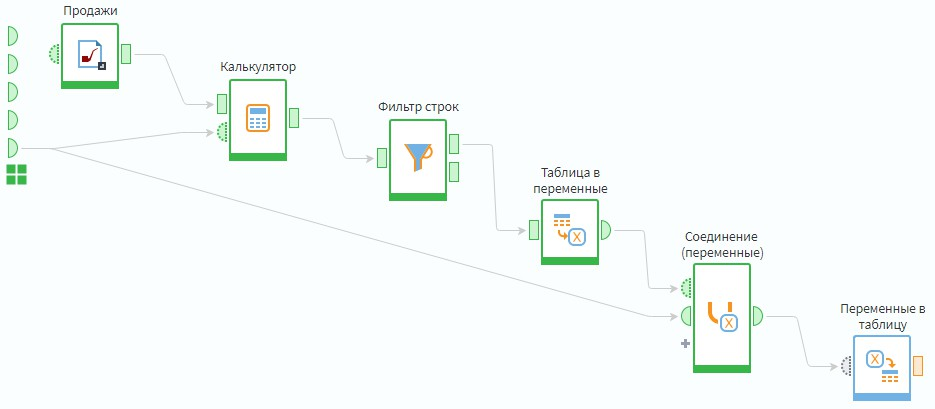 Продажи
Калькулятор
Фильтр строк
Таблица в
переменные
Соединение
(переменные)
Переменные в
таблицу